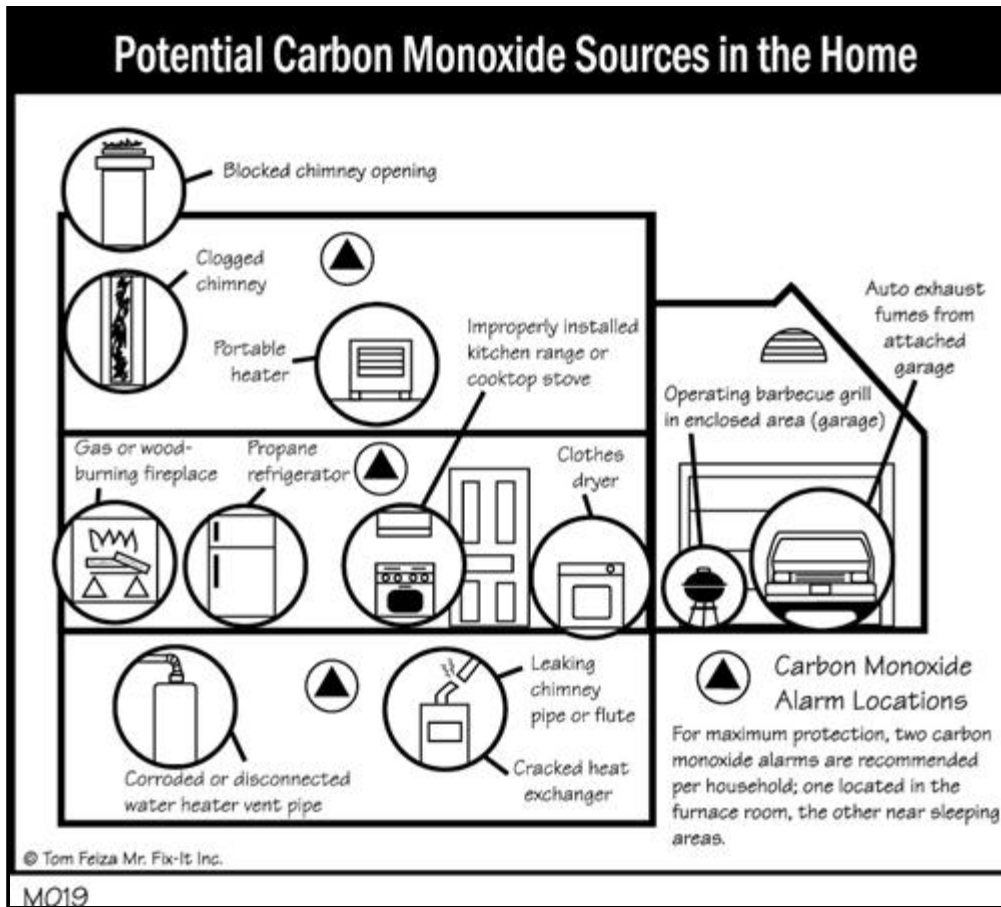 Potential Carbon Monoxide Sources in the Home
Blocked chimney opening
Clogged
chimney
Portable
heater
Improperly installed
kitchen range or
cooktop stove
Auto exhaust
fumes from
attached
garage
Operating barbecue grill
in enclosed area (garage)
Gas or wood-
burning fireplace
Propane
refrigerator
Clothes
dryer
Corroded or disconnected
water heater vent pipe
Leaking
chimney
pipe or flute
Cracked heat
exchanger
Carbon Monoxide
Alarm Locations
For maximum protection, two carbon
monoxide alarms are recommended
per household; one located in the
furnace room, the other near sleeping
areas.
© Tom Feiza Mr. Fix-It Inc.
M019